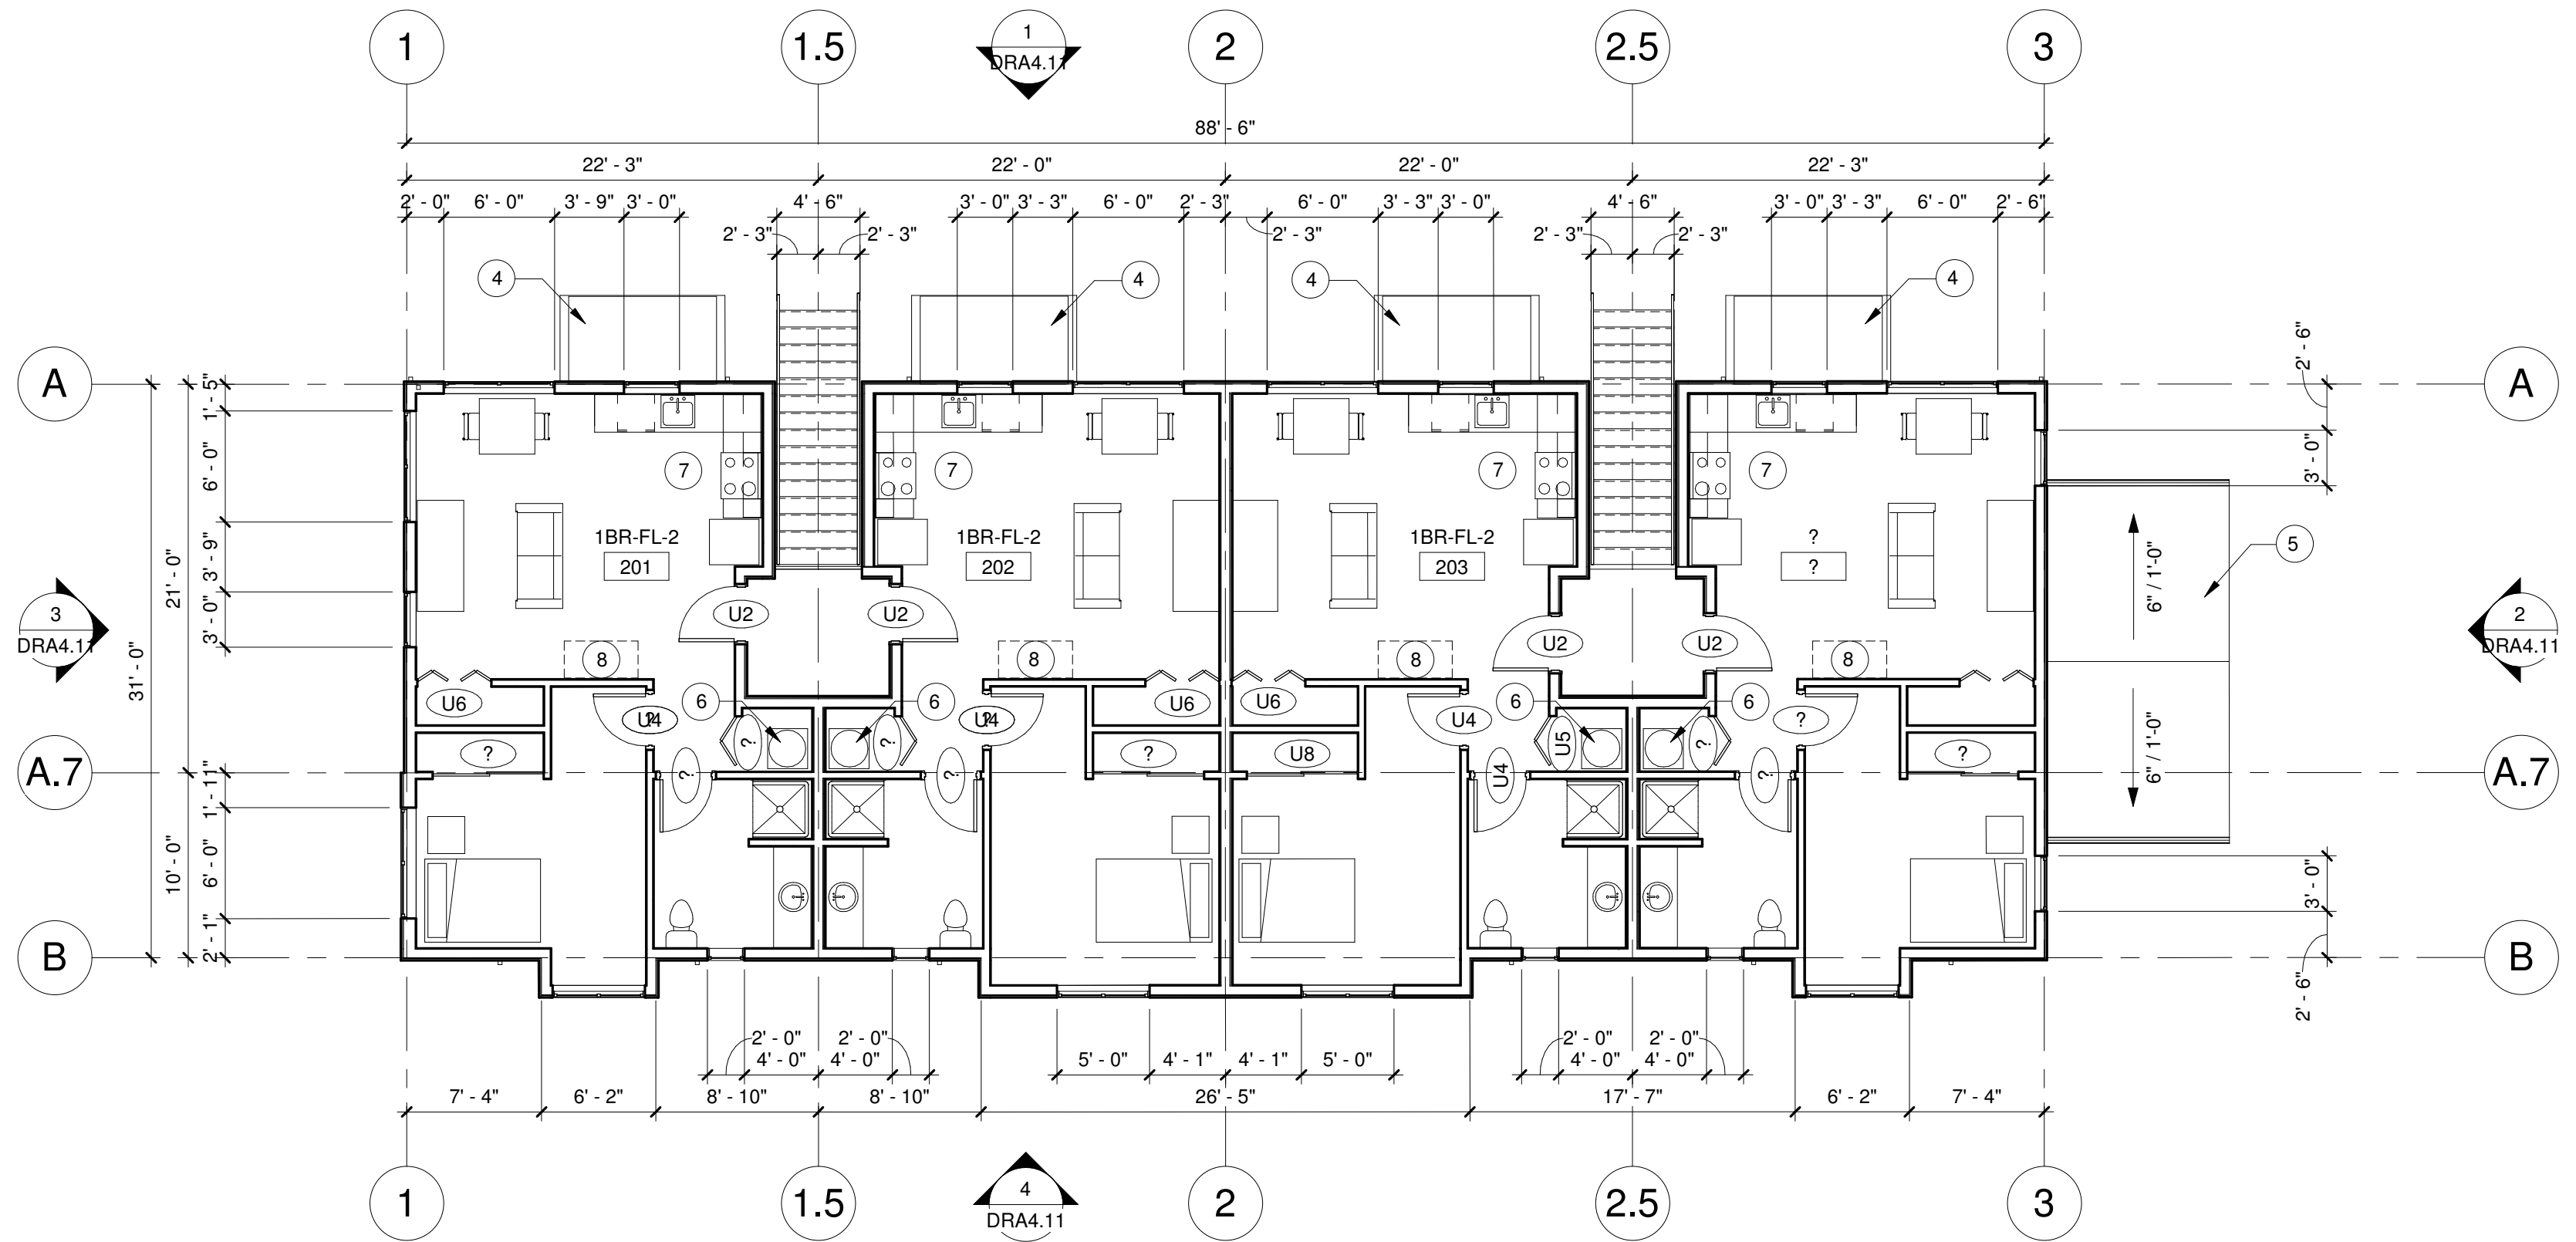 1 1.5 1 DRA4.11 2 2.5 3
88' - 6"
22' - 3" 22' - 0" 22' - 0" 22' - 3"
2' - 0" 6' - 0" 3' - 9" 3' - 0" 4' - 6" 3' - 0" 3' - 3" 6' - 0" 2' - 3" 6' - 0" 3' - 3" 3' - 0" 4' - 6" 3' - 0" 3' - 3" 6' - 0" 2' - 6"
2' - 3" 2' - 3" 2' - 3" 2' - 3" 2' - 3"
4 4 4 4
2' - 6"
A A
1' - 5"
6' - 0"
3' - 0"
7 7 7 7
1BR-FL-2 1BR-FL-2 1BR-FL-2 ?
201 202 203 ?
5
3' - 9"
21' - 0"
6" / 1'-0"
3' - 0"
U2 U2 U2 U2
3 DRA4.11
2 DRA4.11
31' - 0"
8 8 8 8
U6 6 6 U6 U6 6 6
U4 U4 U4 ?
? ? ? ? U8 U5 ? ?
6" / 1'-0"
A.7 ? ? U4 ? A.7
1' - 11"
10' - 0"
6' - 0"
3' - 0"
2' - 1"
B B
2' - 6"
2' - 0" 2' - 0" 2' - 0" 2' - 0"
4' - 0" 4' - 0" 5' - 0" 4' - 1" 4' - 1" 5' - 0" 4' - 0" 4' - 0"
7' - 4" 6' - 2" 8' - 10" 8' - 10" 26' - 5" 17' - 7" 6' - 2" 7' - 4"
1 1.5 4 DRA4.11 2 2.5 3